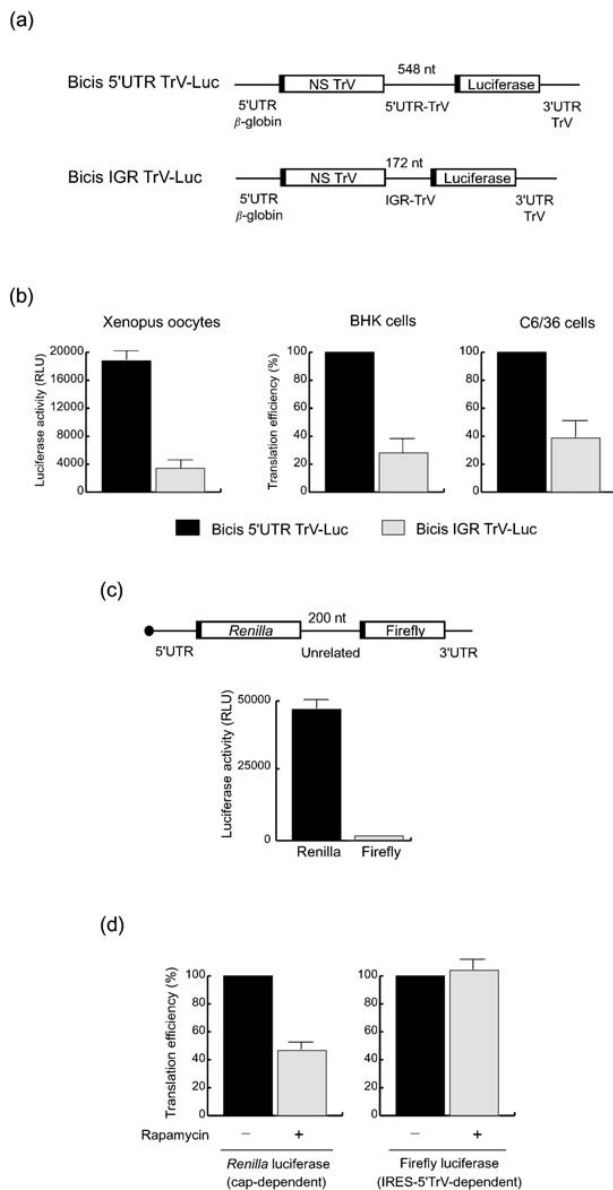 (a)
548 nt
Bicis 5'UTR TrV-Luc
NS TrV
Luciferase
5'UTR
β-globin
5'UTR-TrV
3'UTR
TrV
172 nt
Bicis IGR TrV-Luc
NS TrV
Luciferase
5'UTR
β-globin
IGR-TrV
3'UTR
TrV
(b)
Xenopus oocytes
Luciferase activity (RLU)
20000
16000
12000
8000
4000
0
BHK cells
Translation efficiency (%)
100
80
60
40
20
0
C6/36 cells
100
80
60
40
20
0
Bicis 5'UTR TrV-Luc
Bicis IGR TrV-Luc
(c)
200 nt
Renilla
Firefly
5'UTR
Unrelated
3'UTR
Luciferase activity (RLU)
50000
25000
0
Renilla
Firefly
(d)
Translation efficiency (%)
100
80
60
40
20
0
100
80
60
40
20
0
Rapamycin
–
+
–
+
Renilla luciferase
(cap-dependent)
Firefly luciferase
(IRES-5'TrV-dependent)